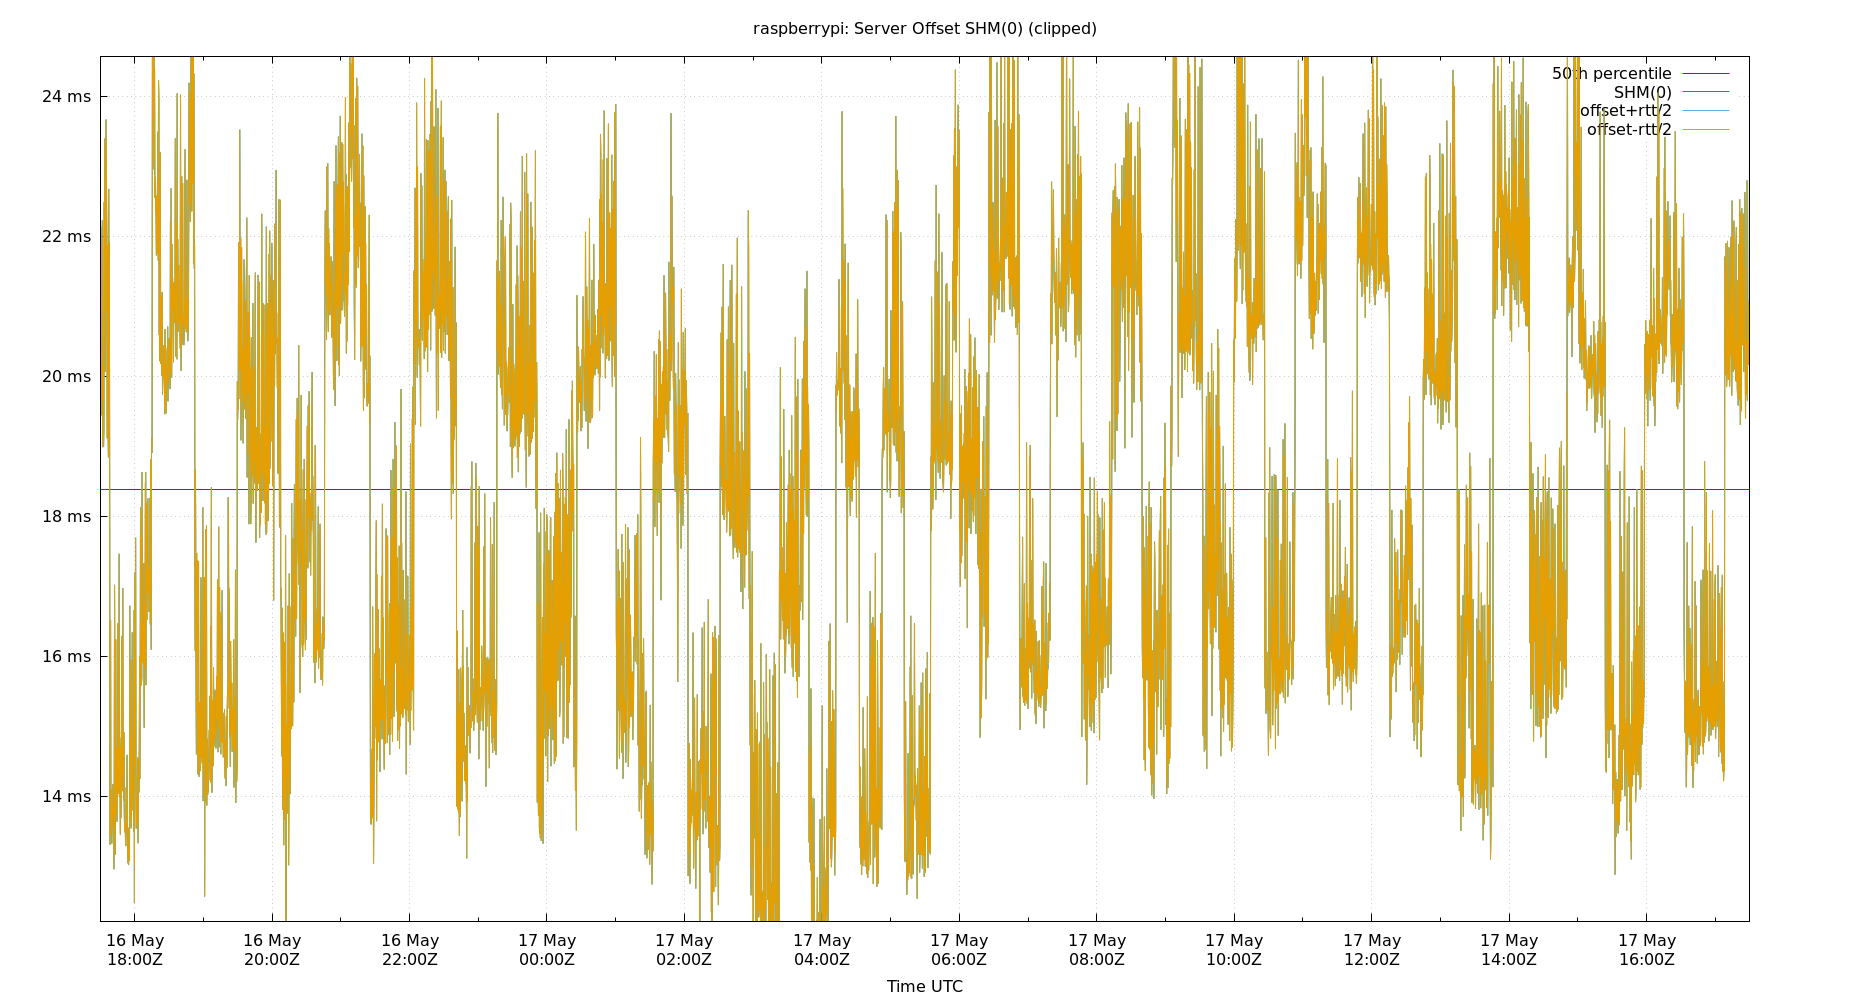 raspberrypi: Server Offset SHM(0) (clipped)
50th percentile
SHM(0)
offset+rtt/2
offset-rtt/2
24 ms
22 ms
20 ms
18 ms
16 ms
14 ms
16 May 16 May 16 May 17 May 17 May 17 May 17 May 17 May 17 May 17 May 17 May 17 May
18:00Z 20:00Z 22:00Z 00:00Z 02:00Z 04:00Z 06:00Z 08:00Z 10:00Z 12:00Z 14:00Z 16:00Z
Time UTC